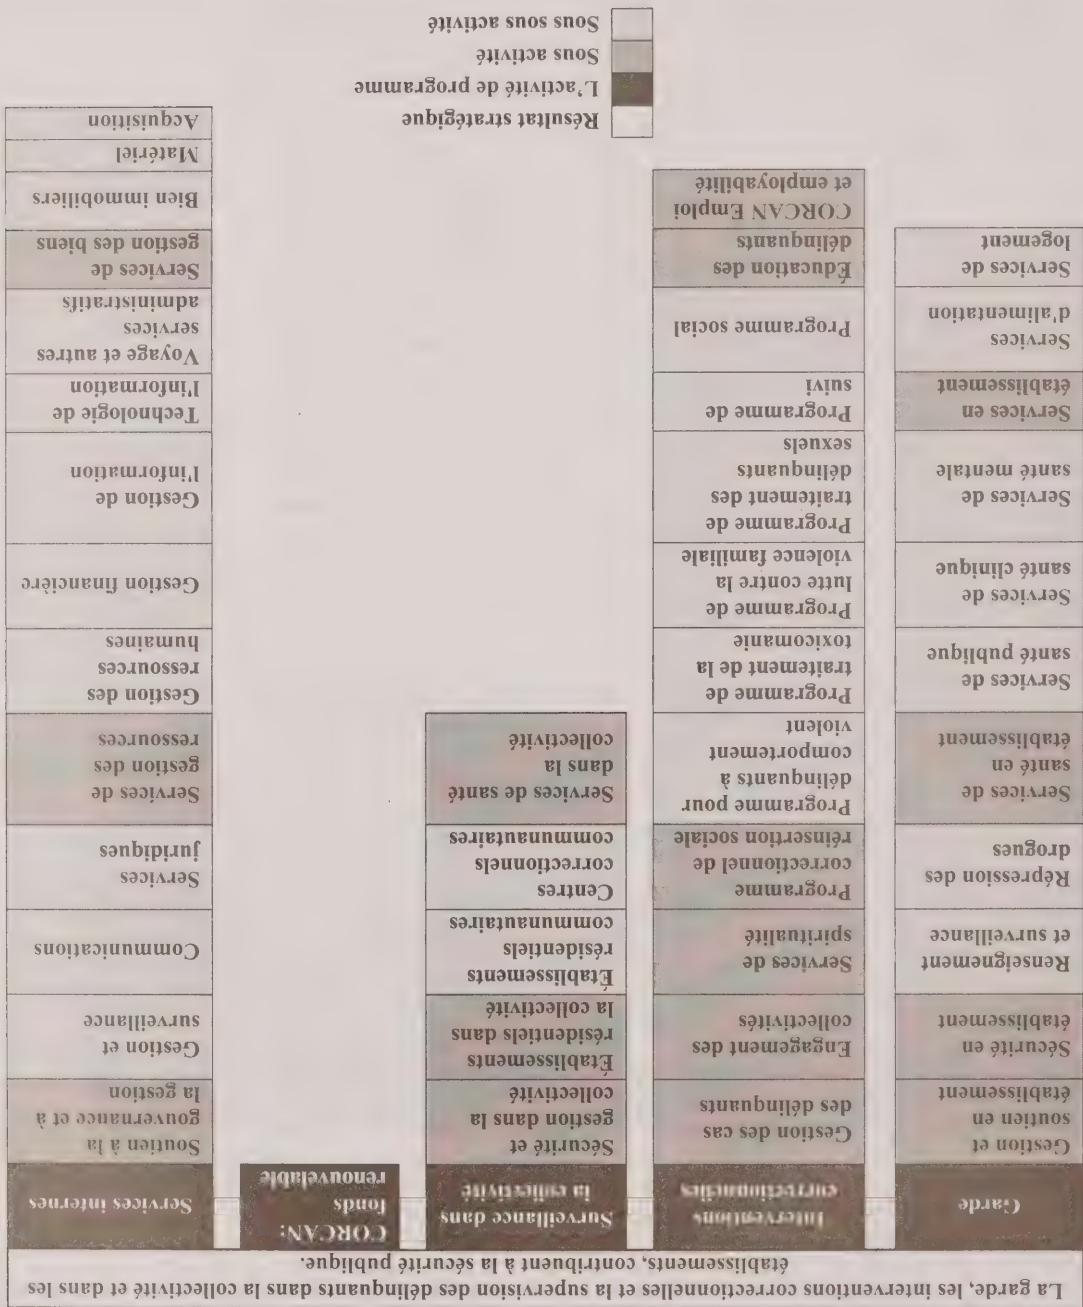 La garde, les interventions correctionnelles et la supervision des délinquants dans la collectivité et dans les
établissements, contribuent à la sécurité publique.
Garde
Gestion et
soutien en
établissement
Sécurité en
établissement
Renseignement
et surveillance
Répression des
drogues
Services de
santé en
établissement
Services de
santé publique
Services de
santé clinique
Services de
santé mentale
Services en
établissement
Services
d'alimentation
Services de
logement
Interventions
correctionnelles
Gestion des cas
des délinquants
Engagement des
collectivités
Services de
spiritualité
Programme
correctionnel de
réinsertion sociale
Programme pour
délinquants à
comportement
violent
Programme de
traitement de la
toxicomanie
Programme de
lutte contre la
violence familiale
Programme de
traitement des
délinquants
sexuels
Programme de
suivi
Programme social
Éducation des
délinquants
CORCAN Emploi
et employabilité
Surveillance dans
la collectivité
Sécurité et
gestion dans la
collectivité
Établissements
résidentiels dans
la collectivité
Établissements
résidentiels
communautaires
Centres
correctionnels
communautaires
Services de santé
dans la
collectivité
CORCAN:
fonds
renouvelable
Services internes
Soutien à la
gouvernance et à
la gestion
Gestion et
surveillance
Communications
Services
juridiques
Services de
gestion des
ressources
Gestion des
ressources
humaines
Gestion financière
Gestion de
l'information
Technologie de
l'information
Voyage et autres
services
administratifs
Services de
gestion des biens
Bien immobiliers
Matériel
Acquisition
Résultat stratégique
L'activité de programme
Sous activité
Sous sous activité